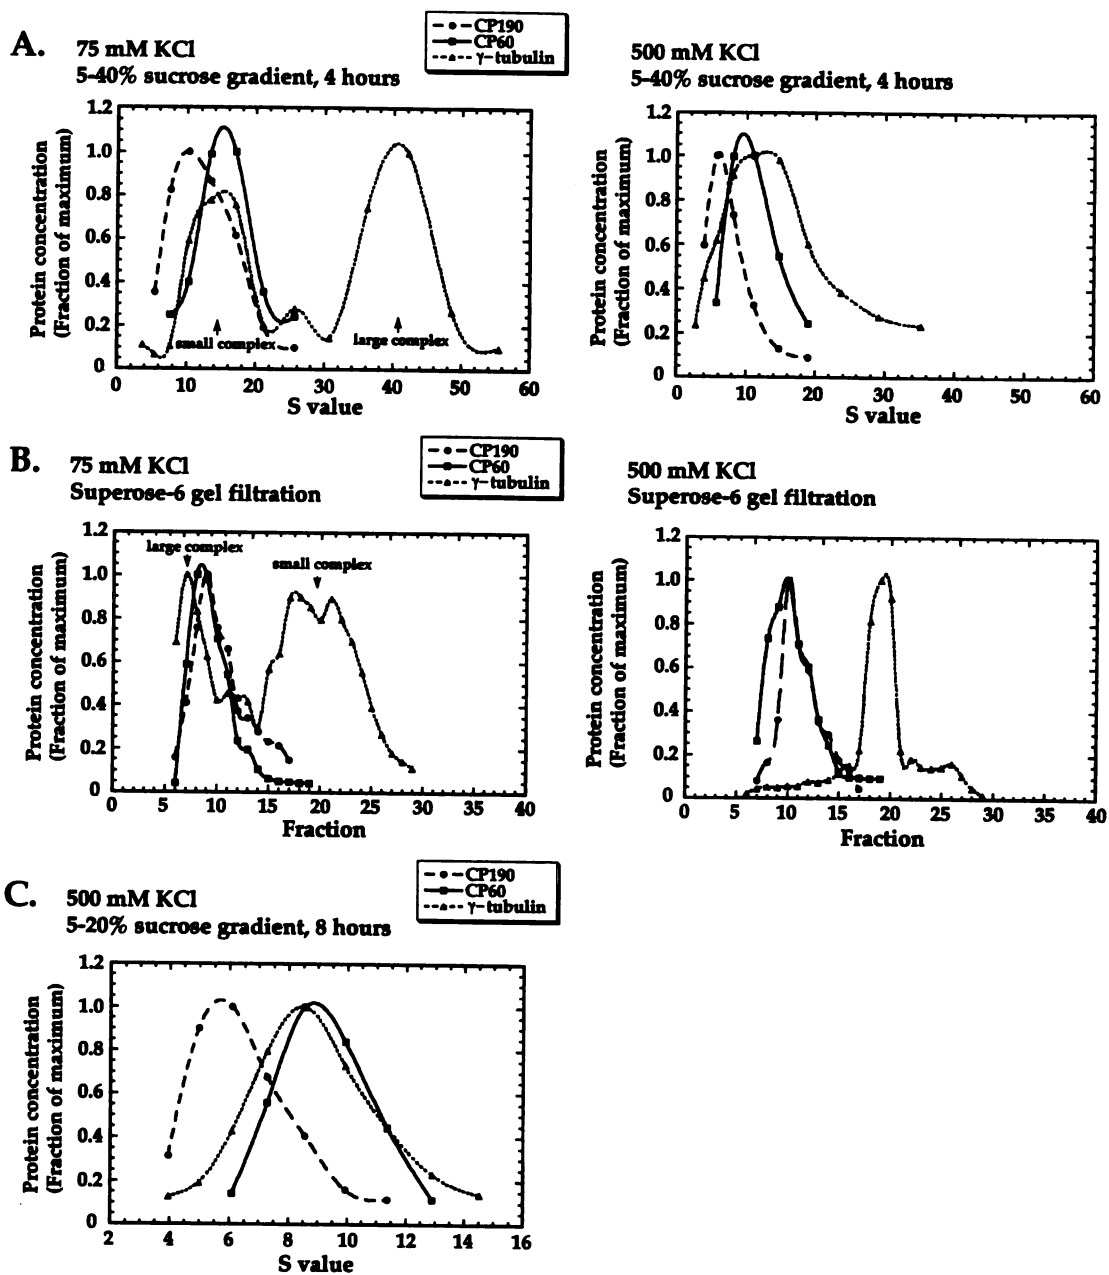 A.
75 mM KCl
5-40% sucrose gradient, 4 hours
CP190
CP60
γ-tubulin
500 mM KCl
5-40% sucrose gradient, 4 hours
Protein concentration
(Fraction of maximum)
1.2
1.0
0.8
0.6
0.4
0.2
0
small complex
large complex
0 10 20 30 40 50 60
S value
Protein concentration
(Fraction of maximum)
1.2
1.0
0.8
0.6
0.4
0.2
0
0 10 20 30 40 50 60
S value
B.
75 mM KCl
Superose-6 gel filtration
CP190
CP60
γ-tubulin
500 mM KCl
Superose-6 gel filtration
Protein concentration
(Fraction of maximum)
1.2
1.0
0.8
0.6
0.4
0.2
0
large complex
small complex
0 5 10 15 20 25 30 35 40
Fraction
Protein concentration
(Fraction of maximum)
1.2
1.0
0.8
0.6
0.4
0.2
0
0 5 10 15 20 25 30 35 40
Fraction
C.
500 mM KCl
5-20% sucrose gradient, 8 hours
CP190
CP60
γ-tubulin
Protein concentration
(Fraction of maximum)
1.2
1.0
0.8
0.6
0.4
0.2
0
2 4 6 8 10 12 14 16
S value